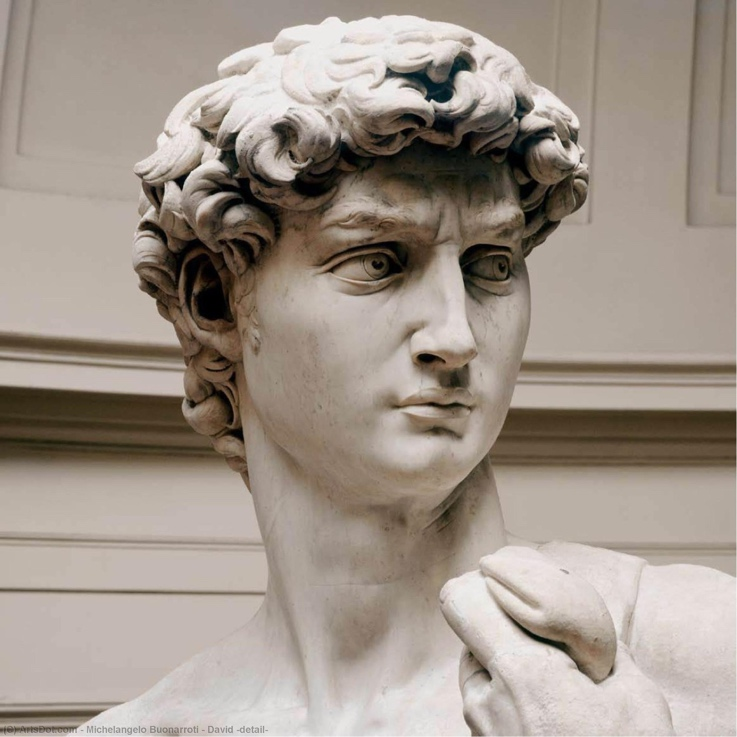 (C) ArtsDot.com - Michelangelo Buonarroti - David -detail-